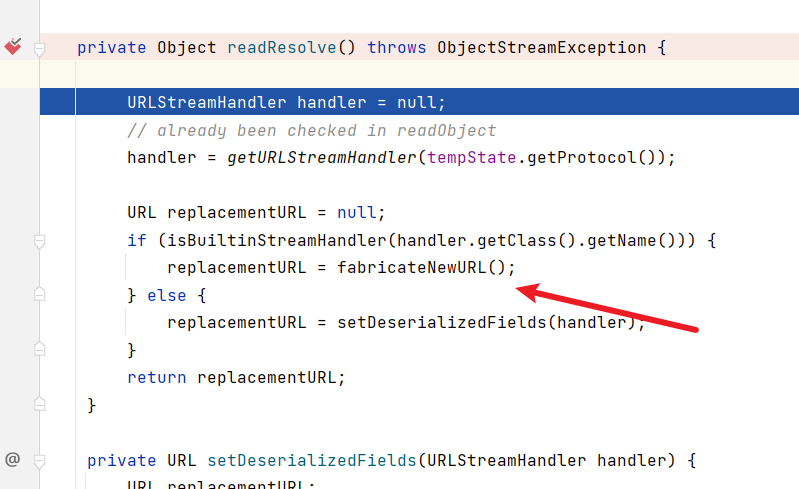 private Object readResolve() throws ObjectStreamException {
URLStreamHandler handler = null;
// already been checked in readObject
handler = getURLStreamHandler(tempState.getProtocol());
URL replacementURL = null;
if (isBuiltinStreamHandler(handler.getClass().getName())) {
replacementURL = fabricateNewURL();
} else {
replacementURL = setDeserializedFields(handler);
}
return replacementURL;
}
@
private URL setDeserializedFields(URLStreamHandler handler) {
URL replacementURL;